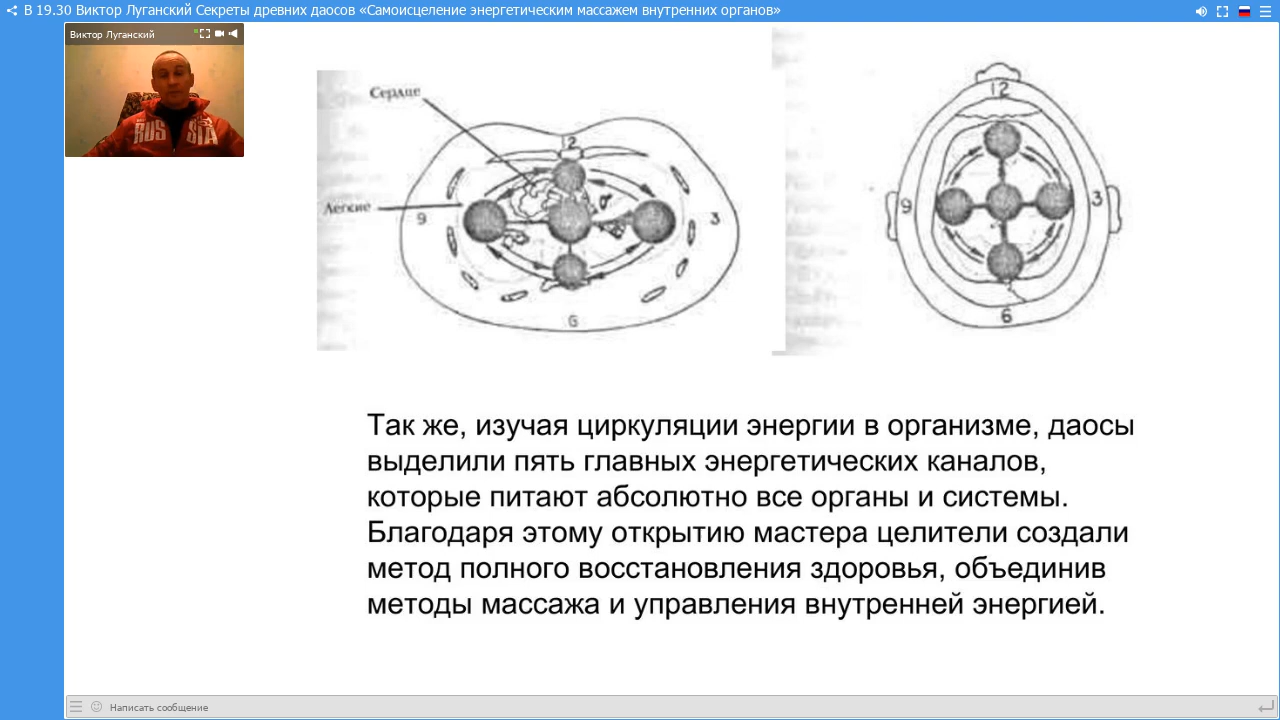 В 19.30 Виктор Луганский Секреты древних даосов «Самоисцеление энергетическим массажем внутренних органов»
Виктор Луганский
RUSSIA
Сердце
Легкие
12
9
3
6
12
9
3
6
Так же, изучая циркуляции энергии в организме, даосы
выделили пять главных энергетических каналов,
которые питают абсолютно все органы и системы.
Благодаря этому открытию мастера целители создали
метод полного восстановления здоровья, объединив
методы массажа и управления внутренней энергией.
Написать сообщение